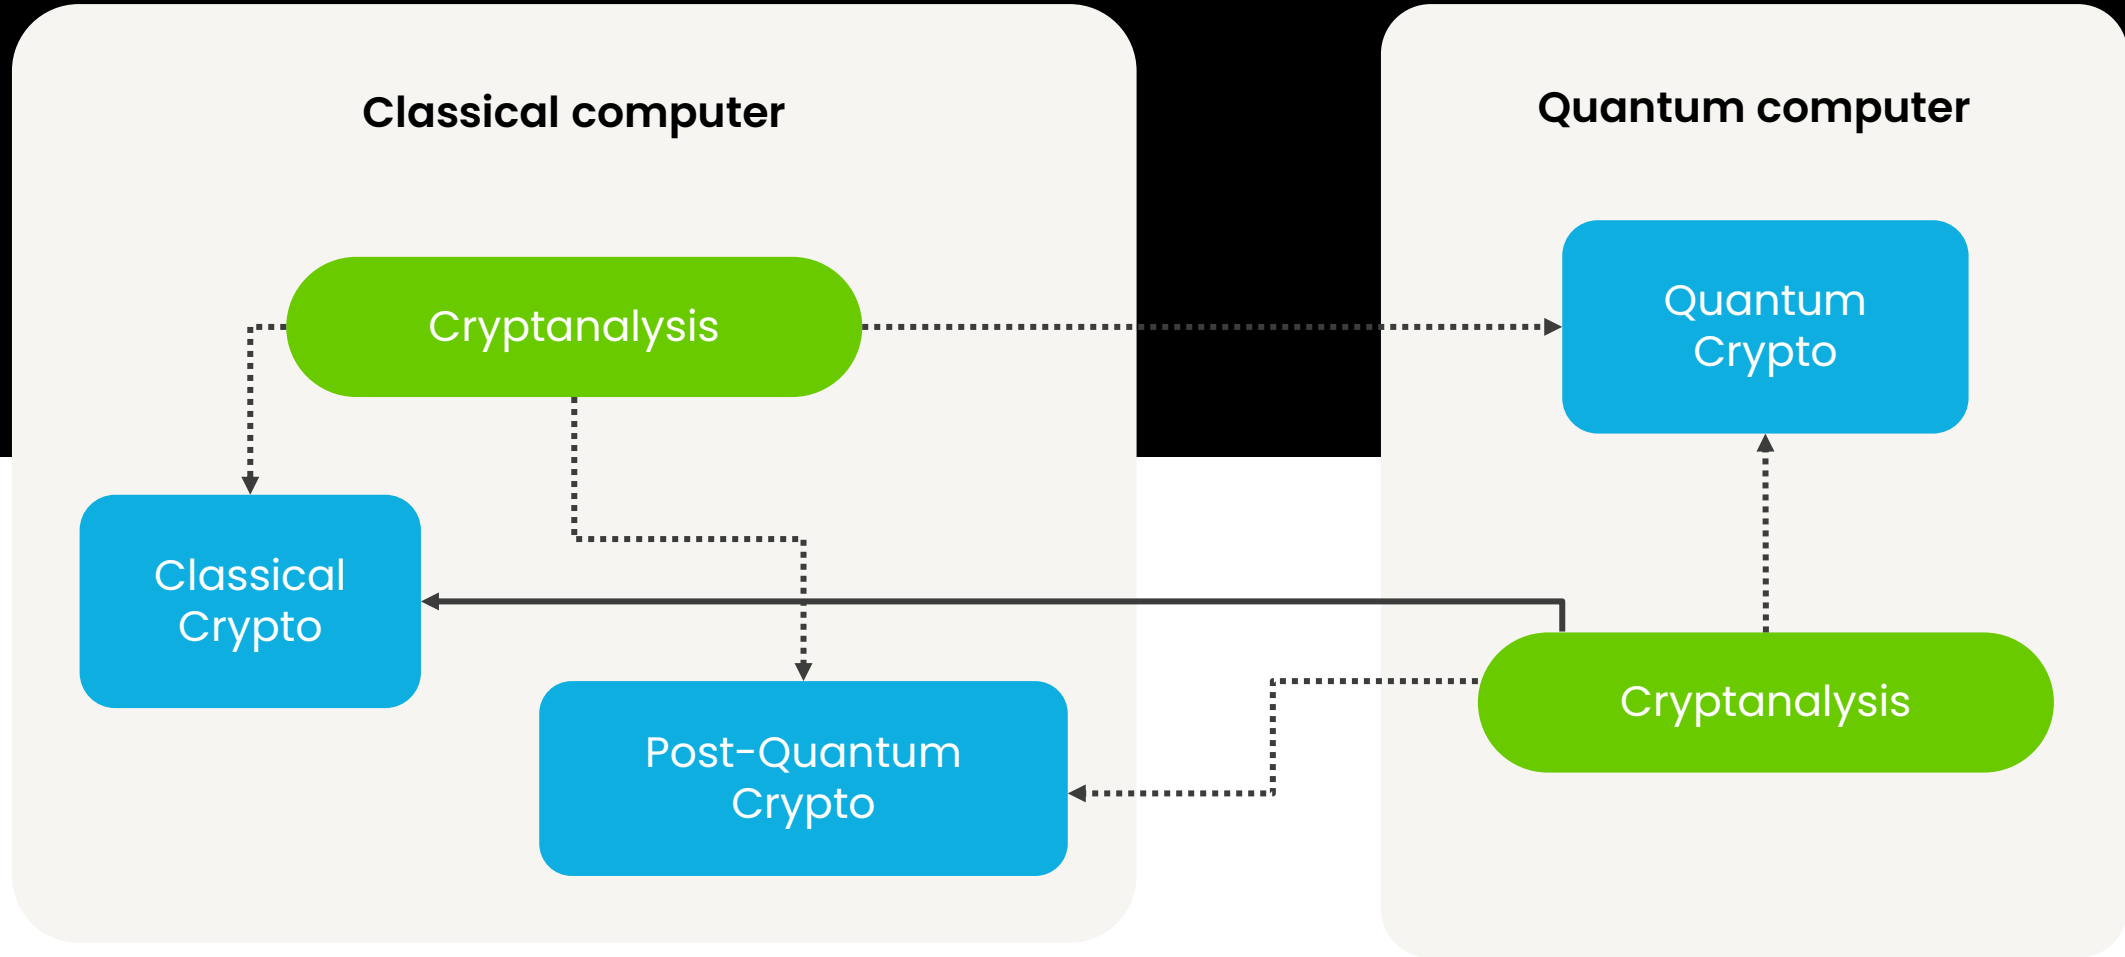 Classical computer
Cryptanalysis
Classical
Crypto
Post-Quantum
Crypto
Quantum computer
Quantum
Crypto
Cryptanalysis